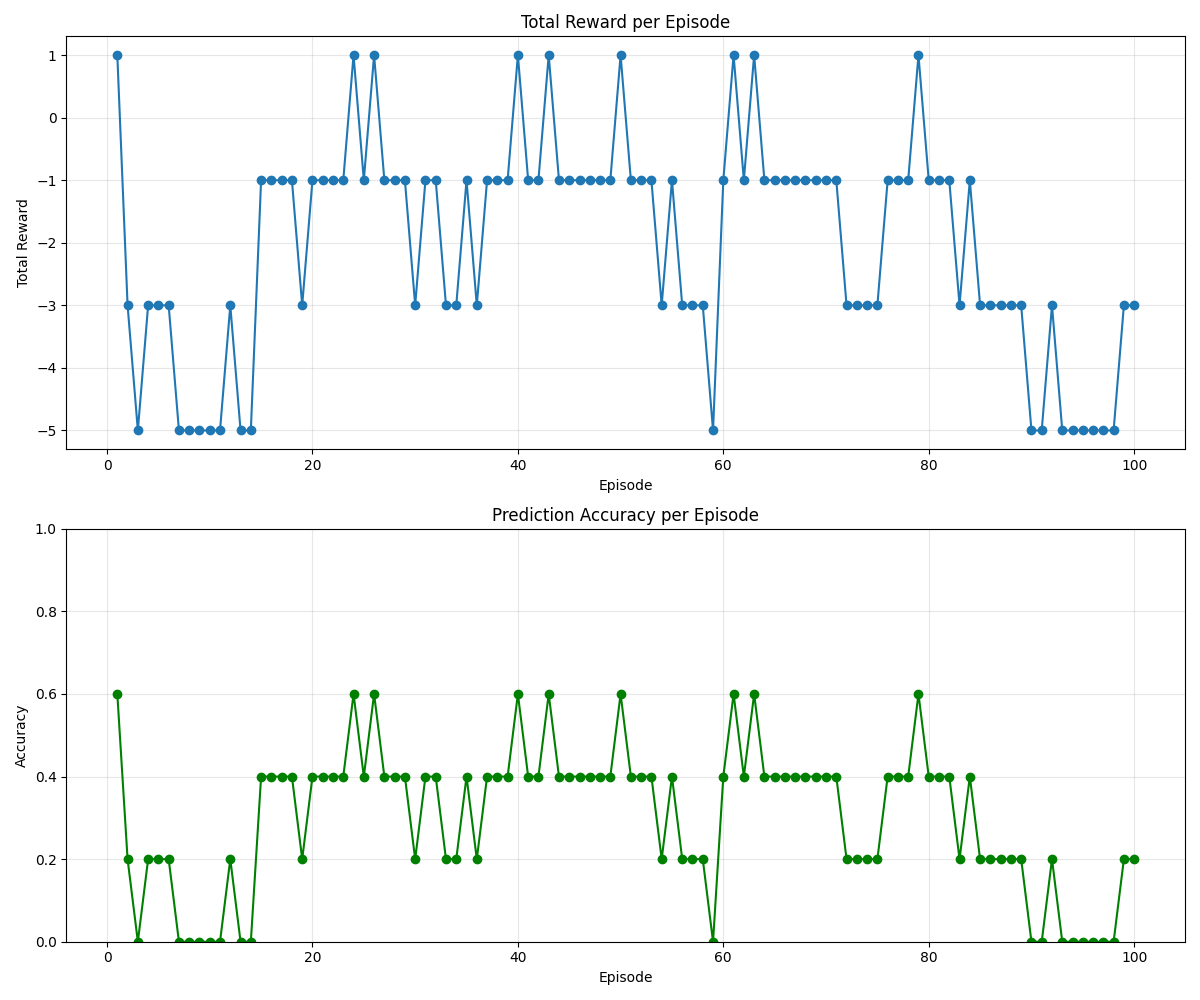 Total Reward per Episode
1
0
−1
−2
−3
−4
−5
Total Reward
0 20 40 60 80 100
Episode
Prediction Accuracy per Episode
1.0
0.8
0.6
0.4
0.2
0.0
Accuracy
0 20 40 60 80 100
Episode